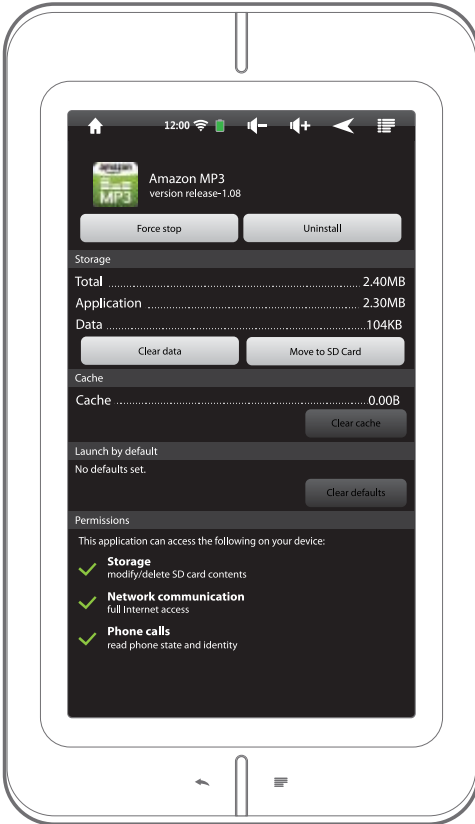 12:00
amazon
MP3
Amazon MP3
version release-1.08
Force stop Uninstall
Storage
Total ........................................ 2.40MB
Application ........................................ 2.30MB
Data ........................................ 104KB
Clear data Move to SD Card
Cache
Cache ........................................ 0.00B
Clear cache
Launch by default
No defaults set.
Clear defaults
Permissions
This application can access the following on your device:
Storage
modify/delete SD card contents
Network communication
full Internet access
Phone calls
read phone state and identity